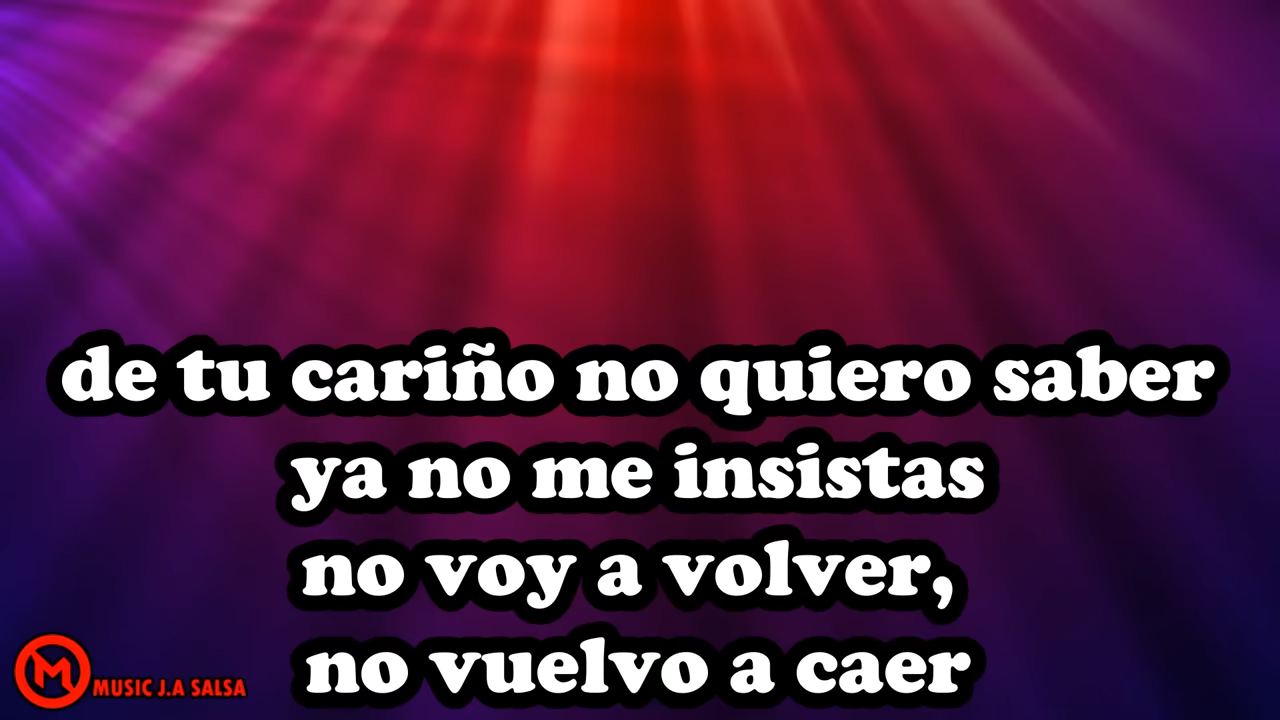 de tu cariño no quiero saber
ya no me insistas
no voy a volver,
no vuelvo a caer
M MUSIC J.A SALSA